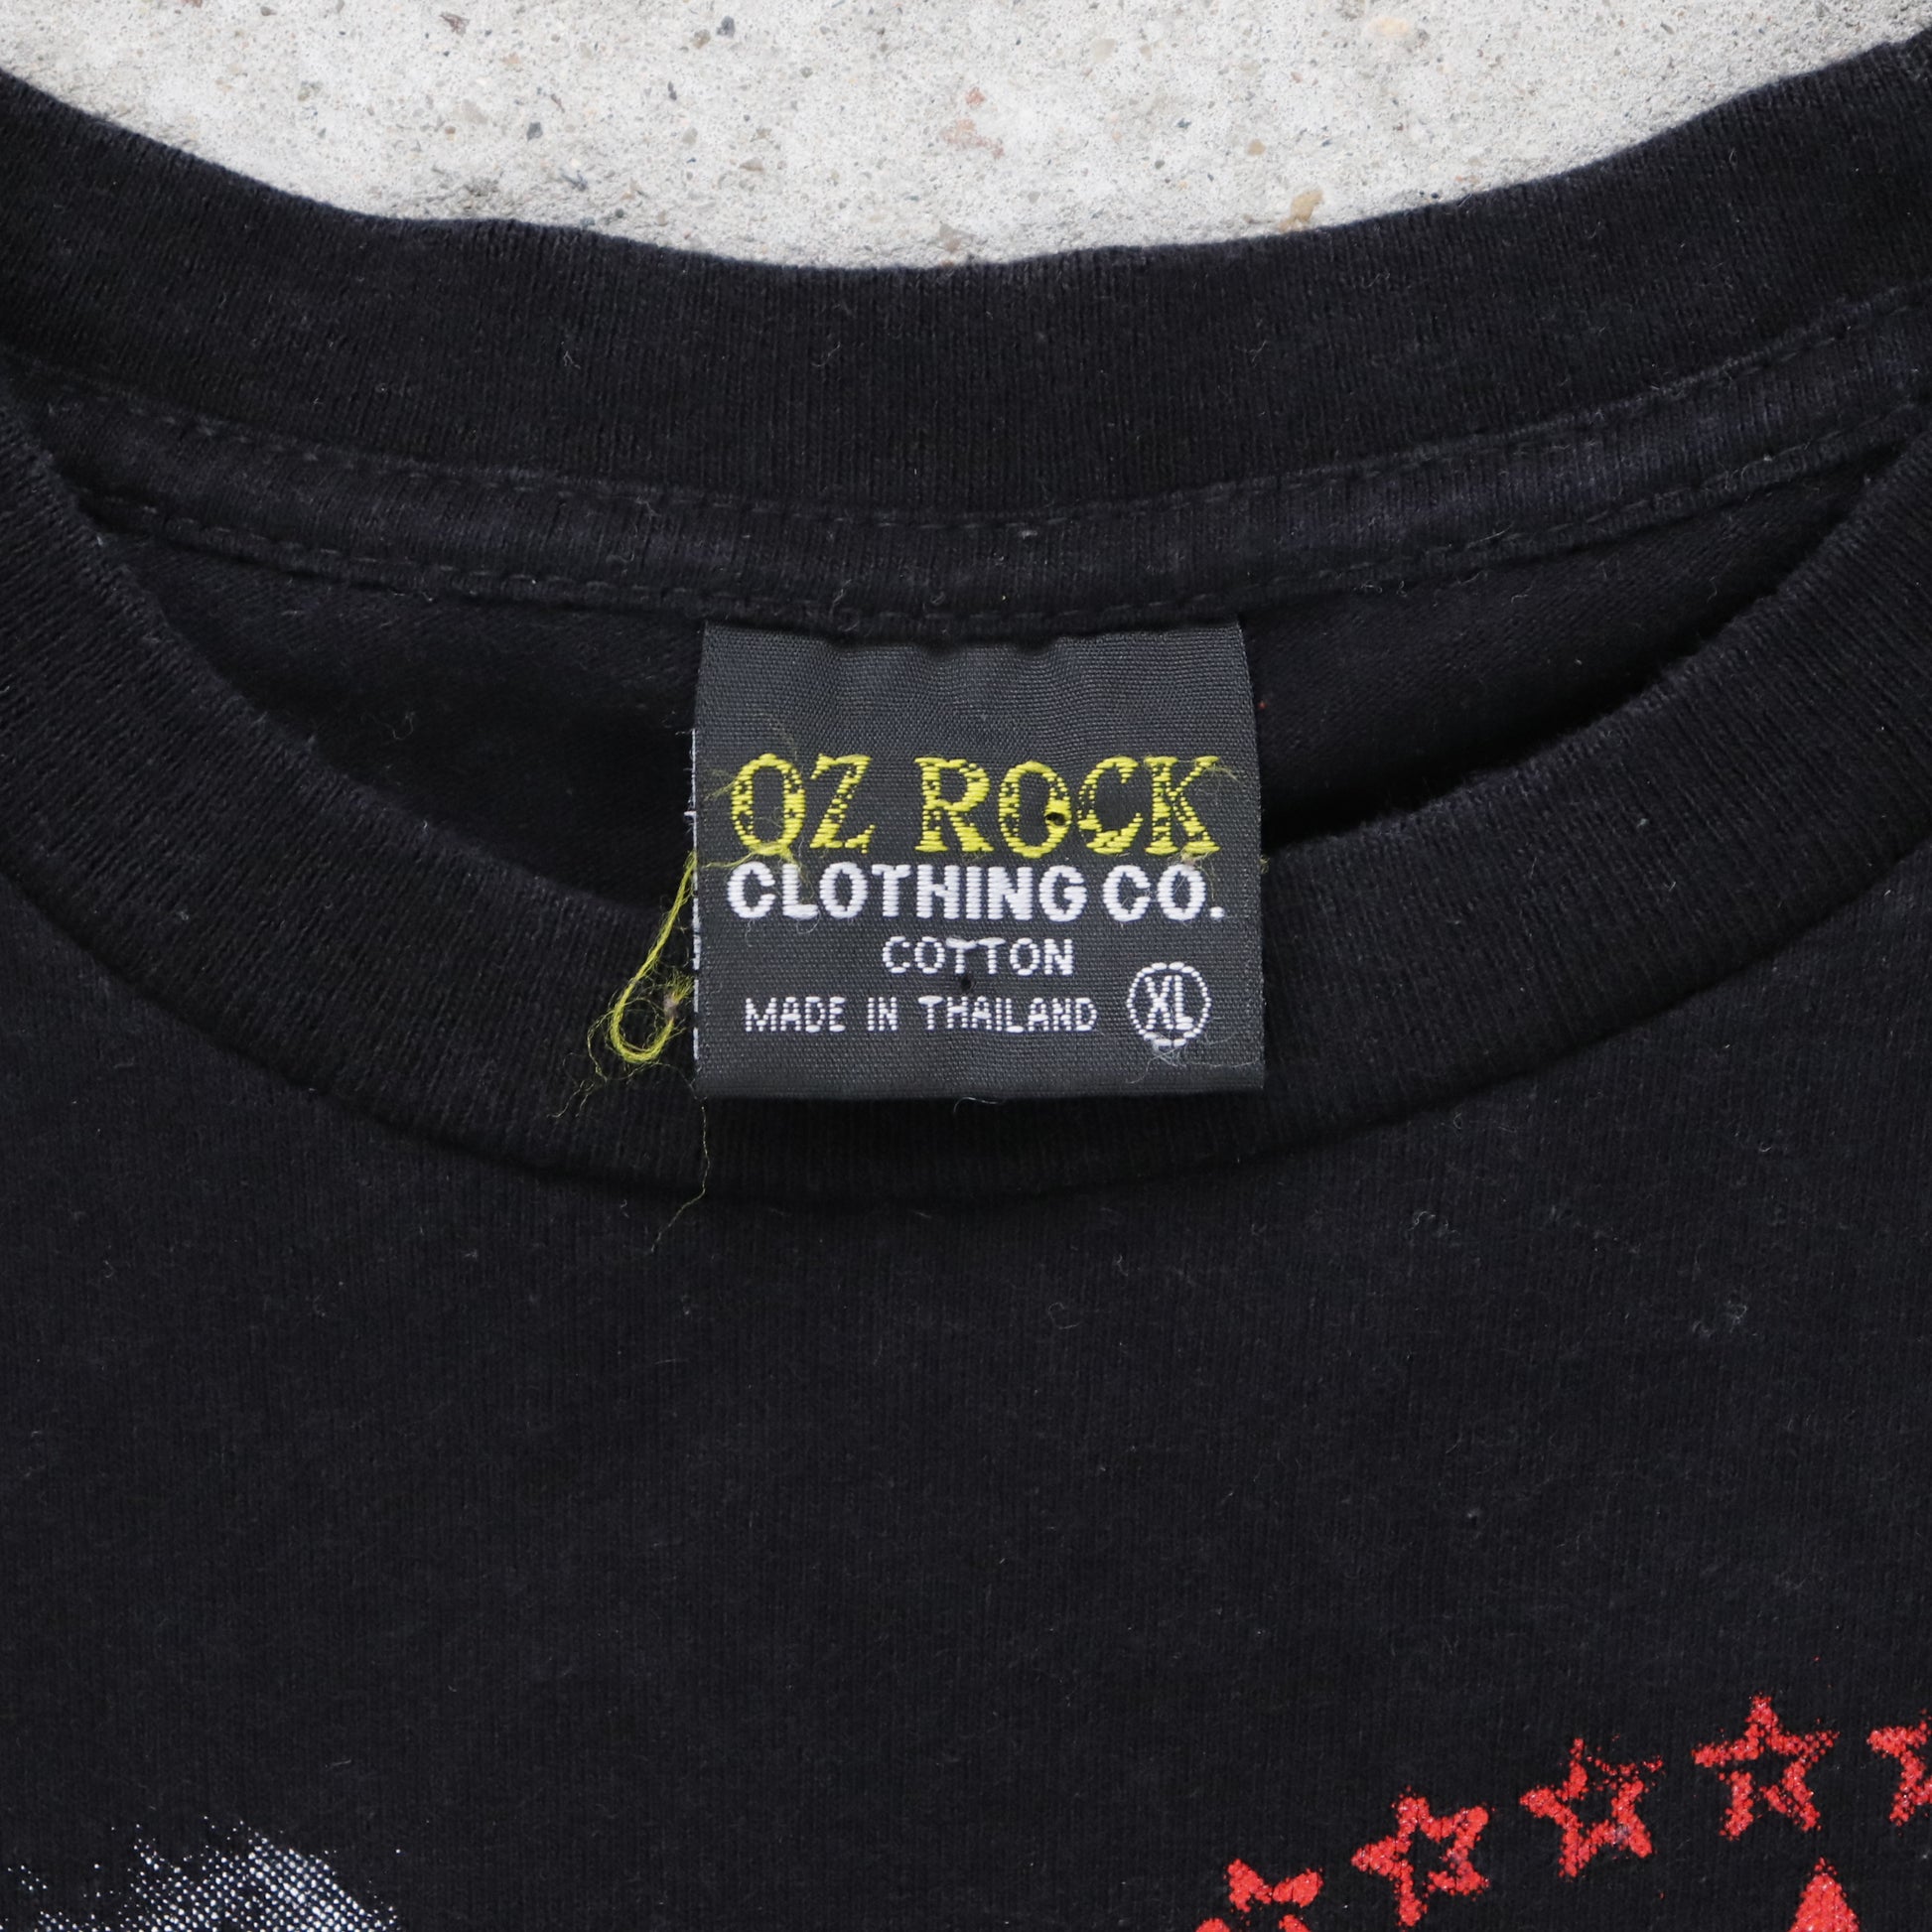 OZ ROCK
CLOTHING CO.
COTTON
MADE IN THAILAND XL